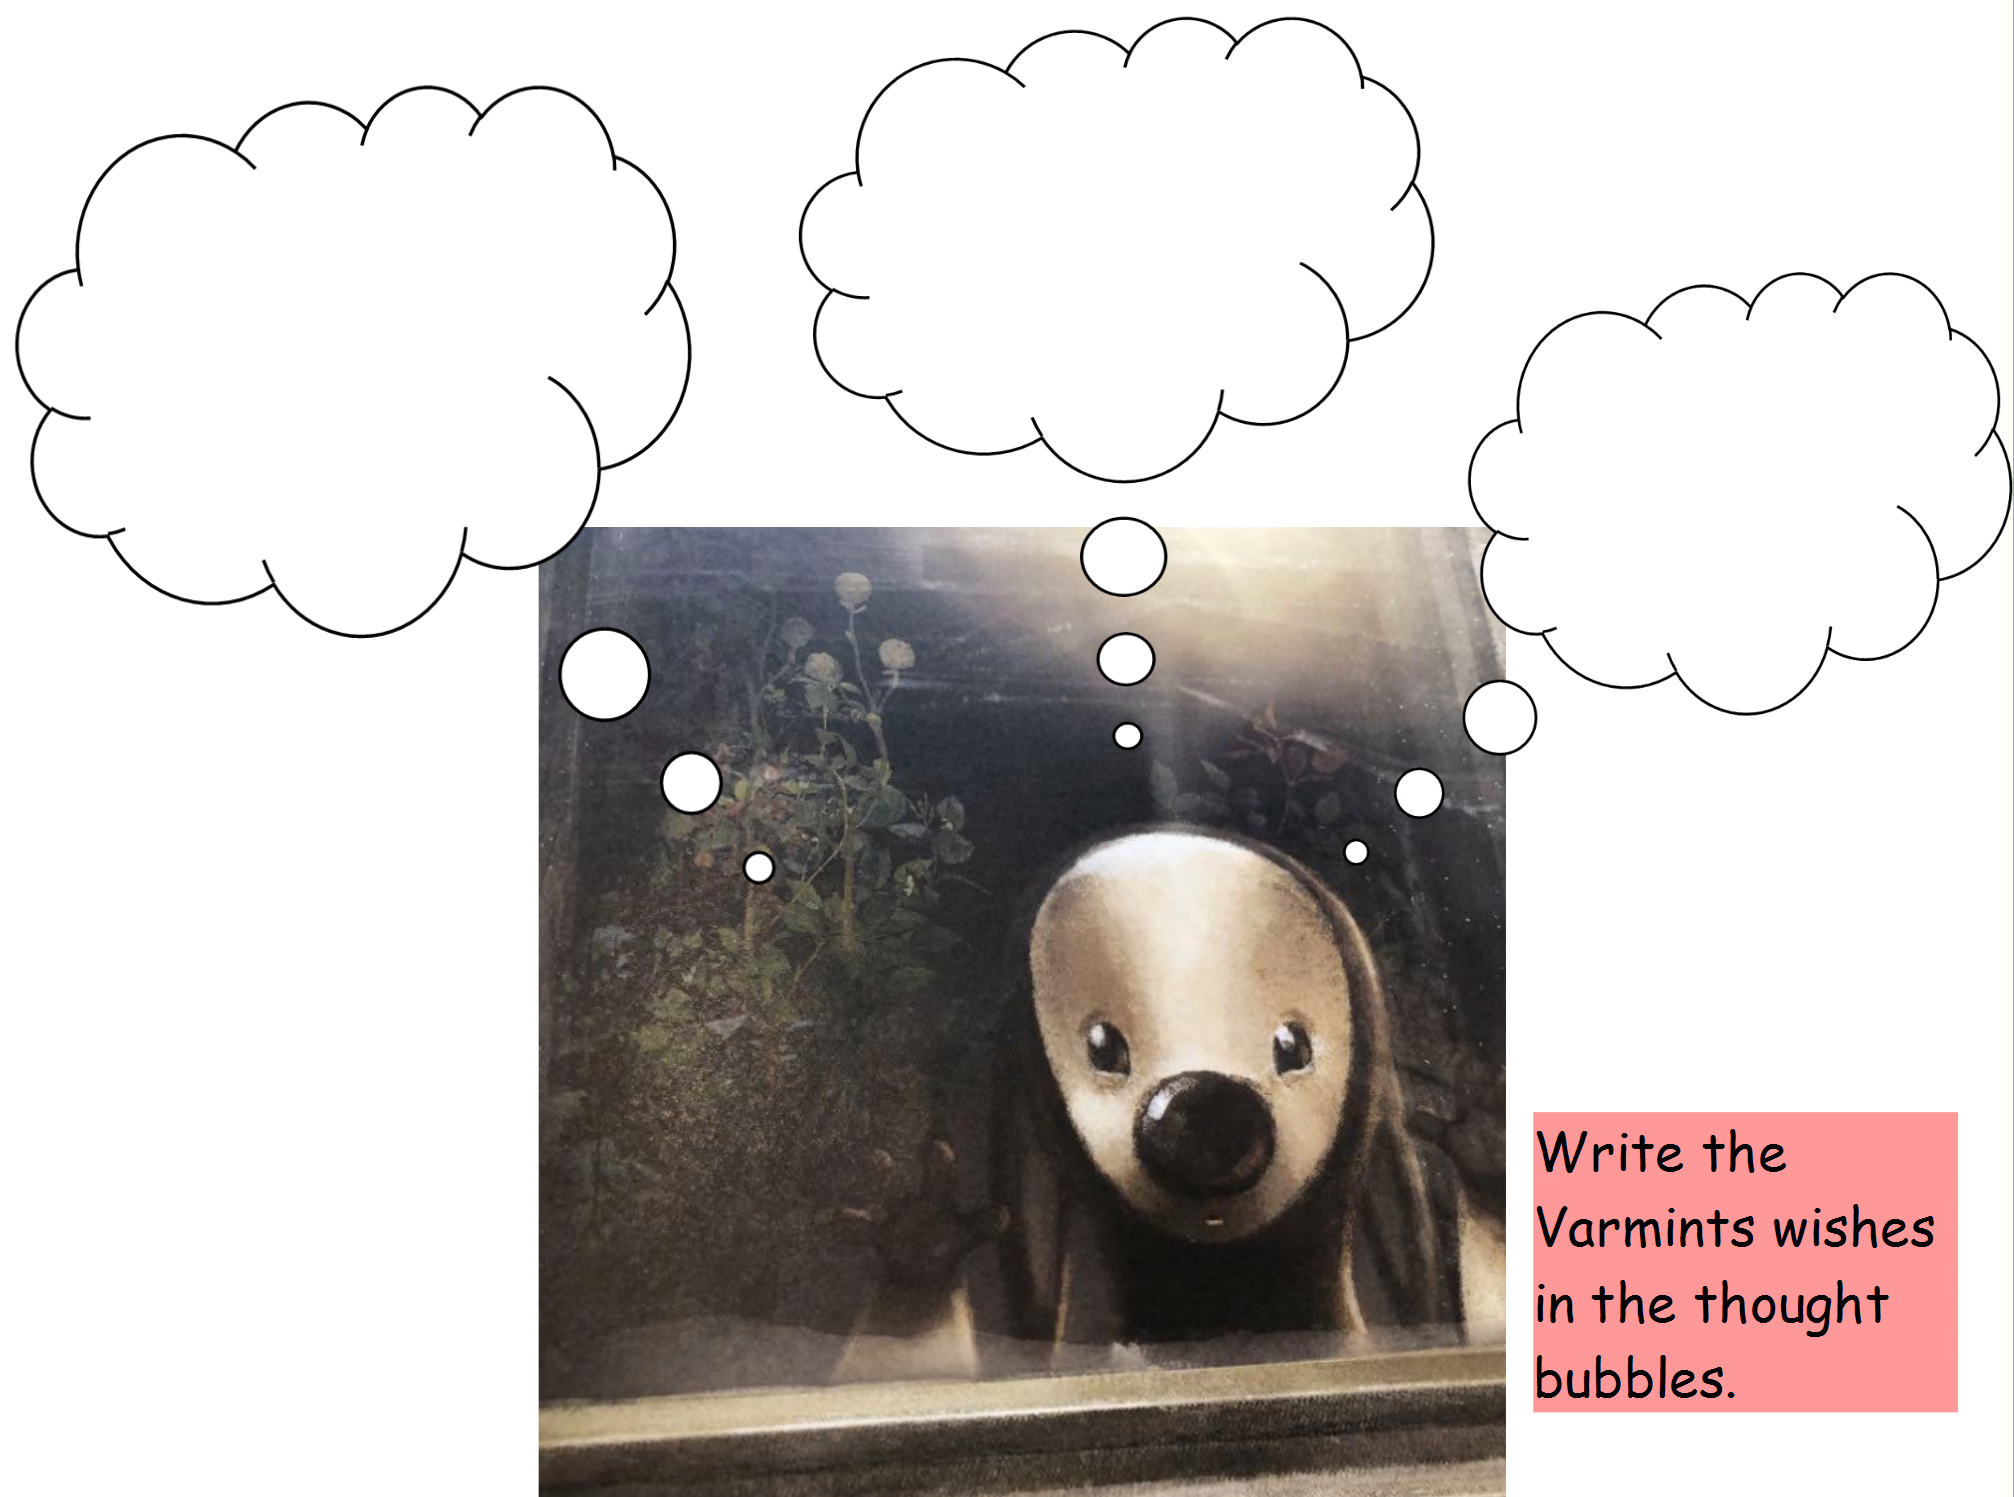 Write the
Varmints wishes
in the thought
bubbles.